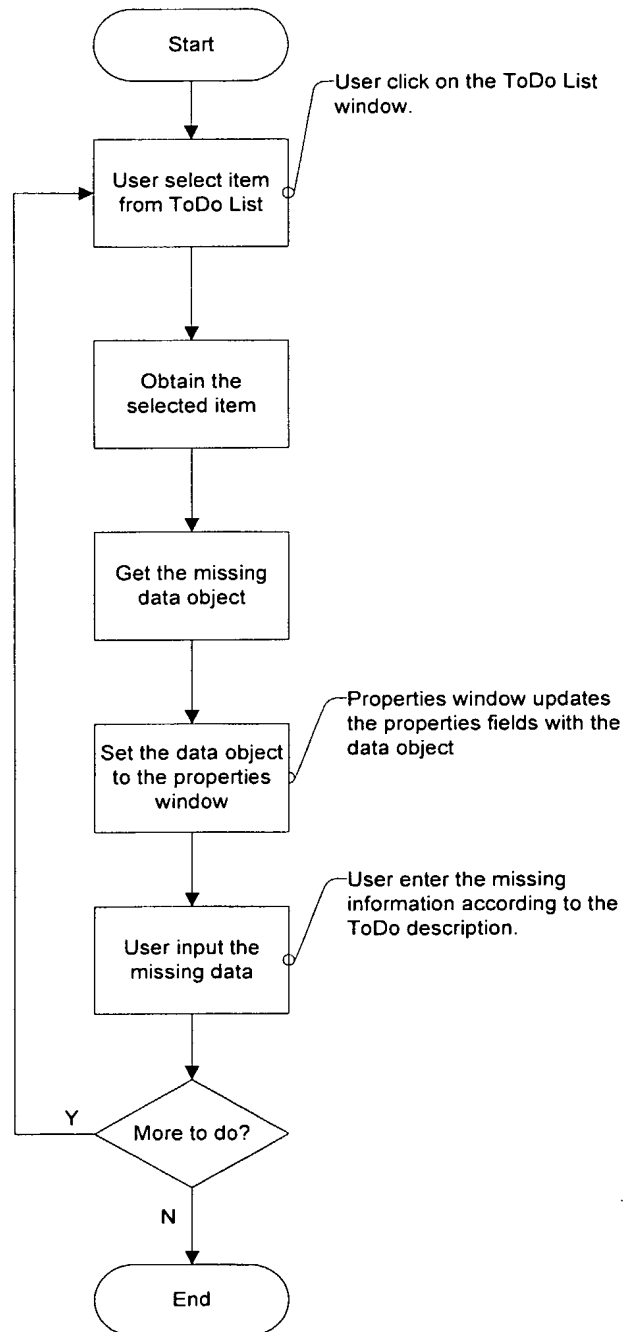 Start
User click on the ToDo List
window.
User select item
from ToDo List
Obtain the
selected item
Get the missing
data object
Properties window updates
the properties fields with the
data object
Set the data object
to the properties
window
User enter the missing
information according to the
ToDo description.
User input the
missing data
More to do?
Y
N
End